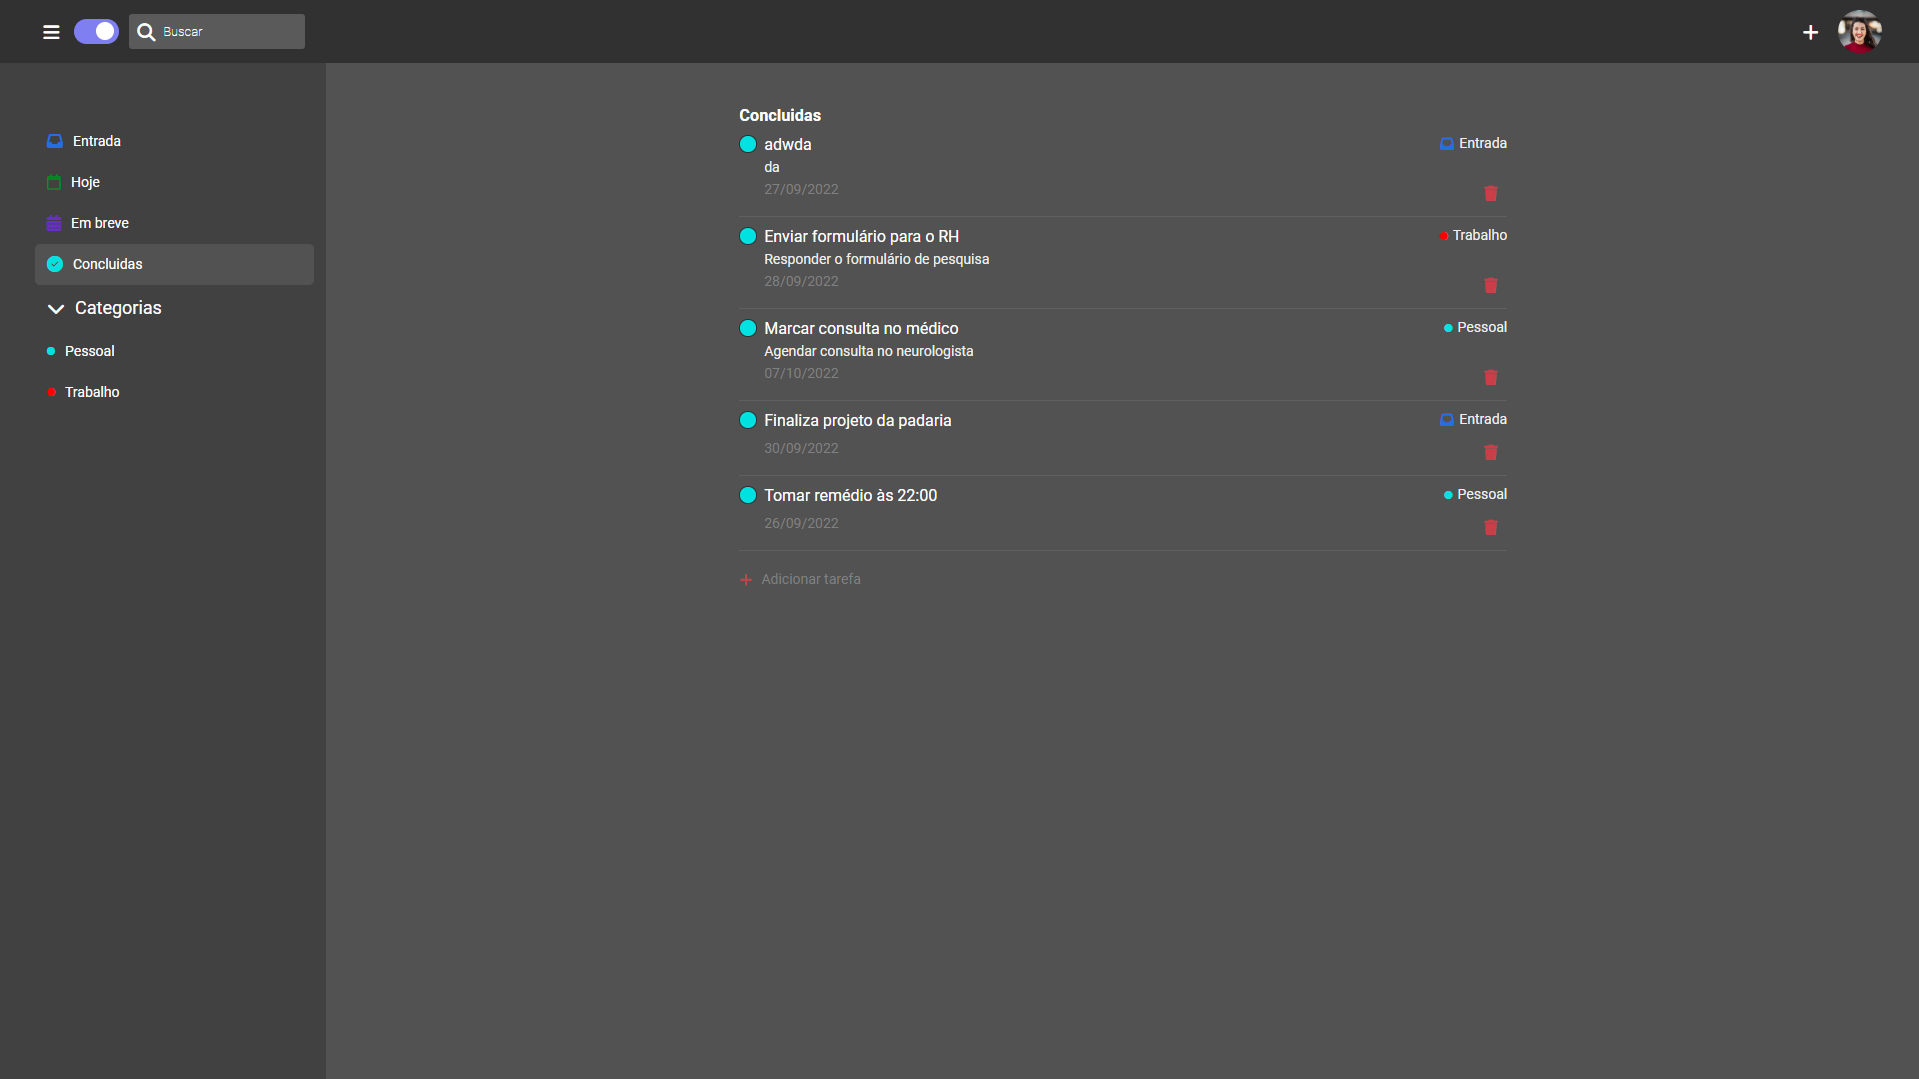 Buscar
Entrada
Hoje
Em breve
Concluidas
Categorias
Pessoal
Trabalho
Concluidas
adwda
Entrada
da
27/09/2022
Enviar formulário para o RH
Trabalho
Responder o formulário de pesquisa
28/09/2022
Marcar consulta no médico
Pessoal
Agendar consulta no neurologista
07/10/2022
Finaliza projeto da padaria
Entrada
30/09/2022
Tomar remédio às 22:00
Pessoal
26/09/2022
Adicionar tarefa